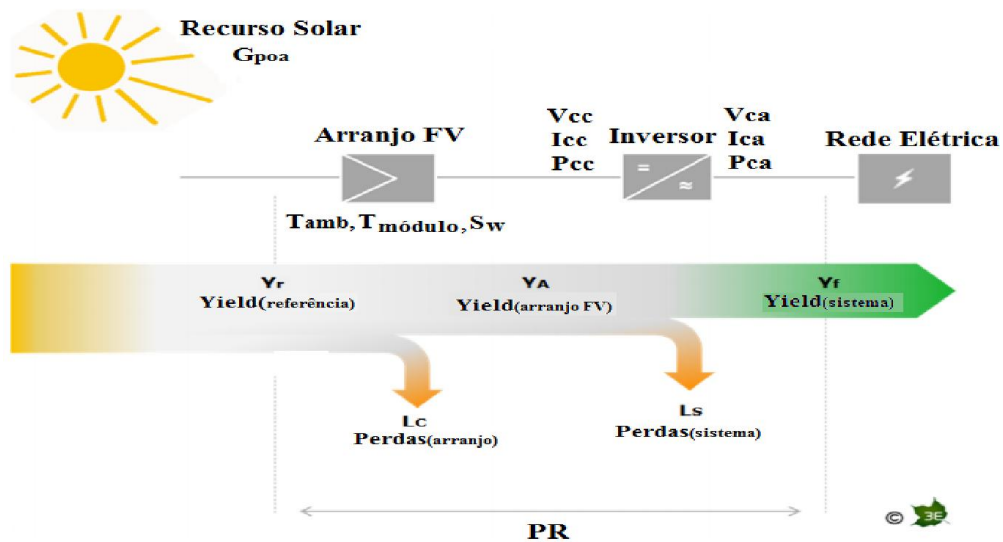 Recurso Solar
Gpoa
Arranjo FV
Vcc
Icc
Pcc
Inversor
Vca
Ica
Pca
Rede Elétrica
=
≈
Tamb, Tmódulo, Sw
Yr
Yield(referência)
YA
Yield(arranjo FV)
Yf
Yield(sistema)
Lc
Perdas(arranjo)
Ls
Perdas(sistema)
PR
© 3E